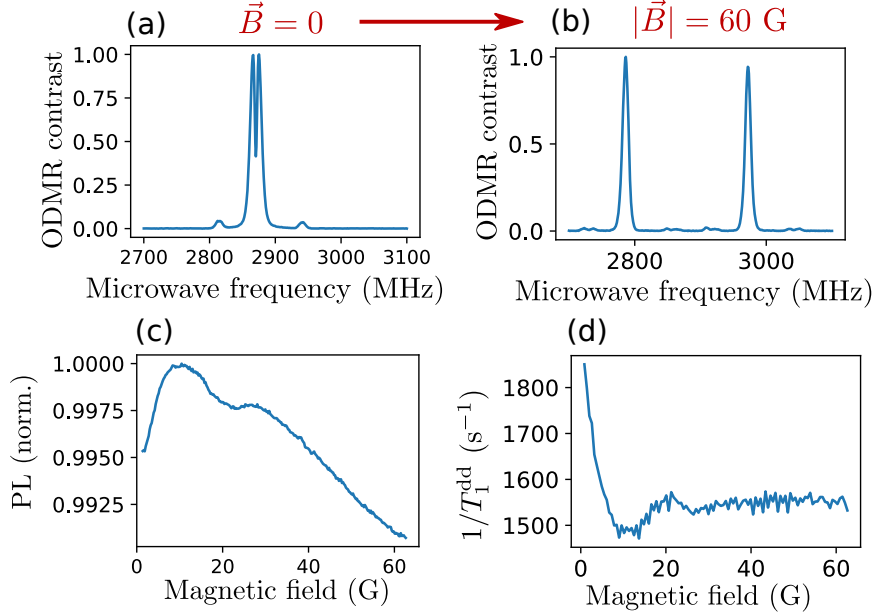 (a) B⃗ = 0 (b) |B⃗| = 60 G
ODMR contrast
1.00
0.75
0.50
0.25
0.00
2700 2800 2900 3000 3100
Microwave frequency (MHz)
ODMR contrast
1.0
0.5
0.0
2800 3000
Microwave frequency (MHz)
(c)
PL (norm.)
1.0000
0.9975
0.9950
0.9925
0 20 40 60
Magnetic field (G)
(d)
1/T₁ᵈᵈ (s⁻¹)
1800
1700
1600
1500
0 20 40 60
Magnetic field (G)